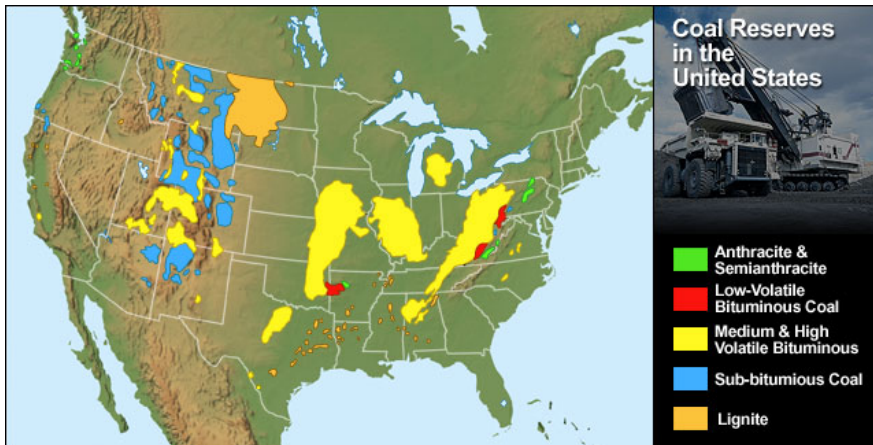 Coal Reserves
in the
United States
Anthracite &
Semianthracite
Low-Volatile
Bituminous Coal
Medium & High
Volatile Bituminous
Sub-bitumious Coal
Lignite